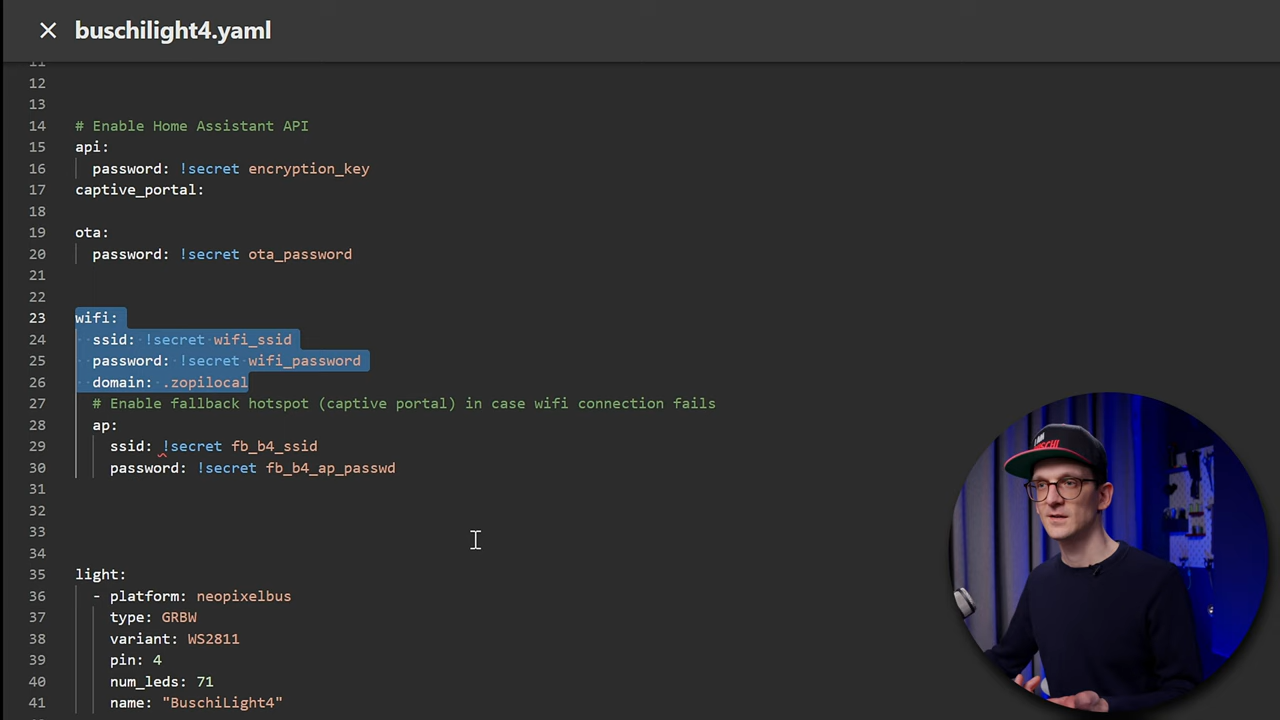 buschilight4.yaml
11
12
13
14 # Enable Home Assistant API
15 api:
16 password: !secret encryption_key
17 captive_portal:
18
19 ota:
20 password: !secret ota_password
21
22
23 wifi:
24 ssid: !secret wifi_ssid
25 password: !secret wifi_password
26 domain: .zopilocal
27 # Enable fallback hotspot (captive portal) in case wifi connection fails
28 ap:
29 ssid: !secret fb_b4_ssid
30 password: !secret fb_b4_ap_passwd
31
32
33
34
35 light:
36 - platform: neopixelbus
37 type: GRBW
38 variant: WS2811
39 pin: 4
40 num_leds: 71
41 name: "BuschiLight4"